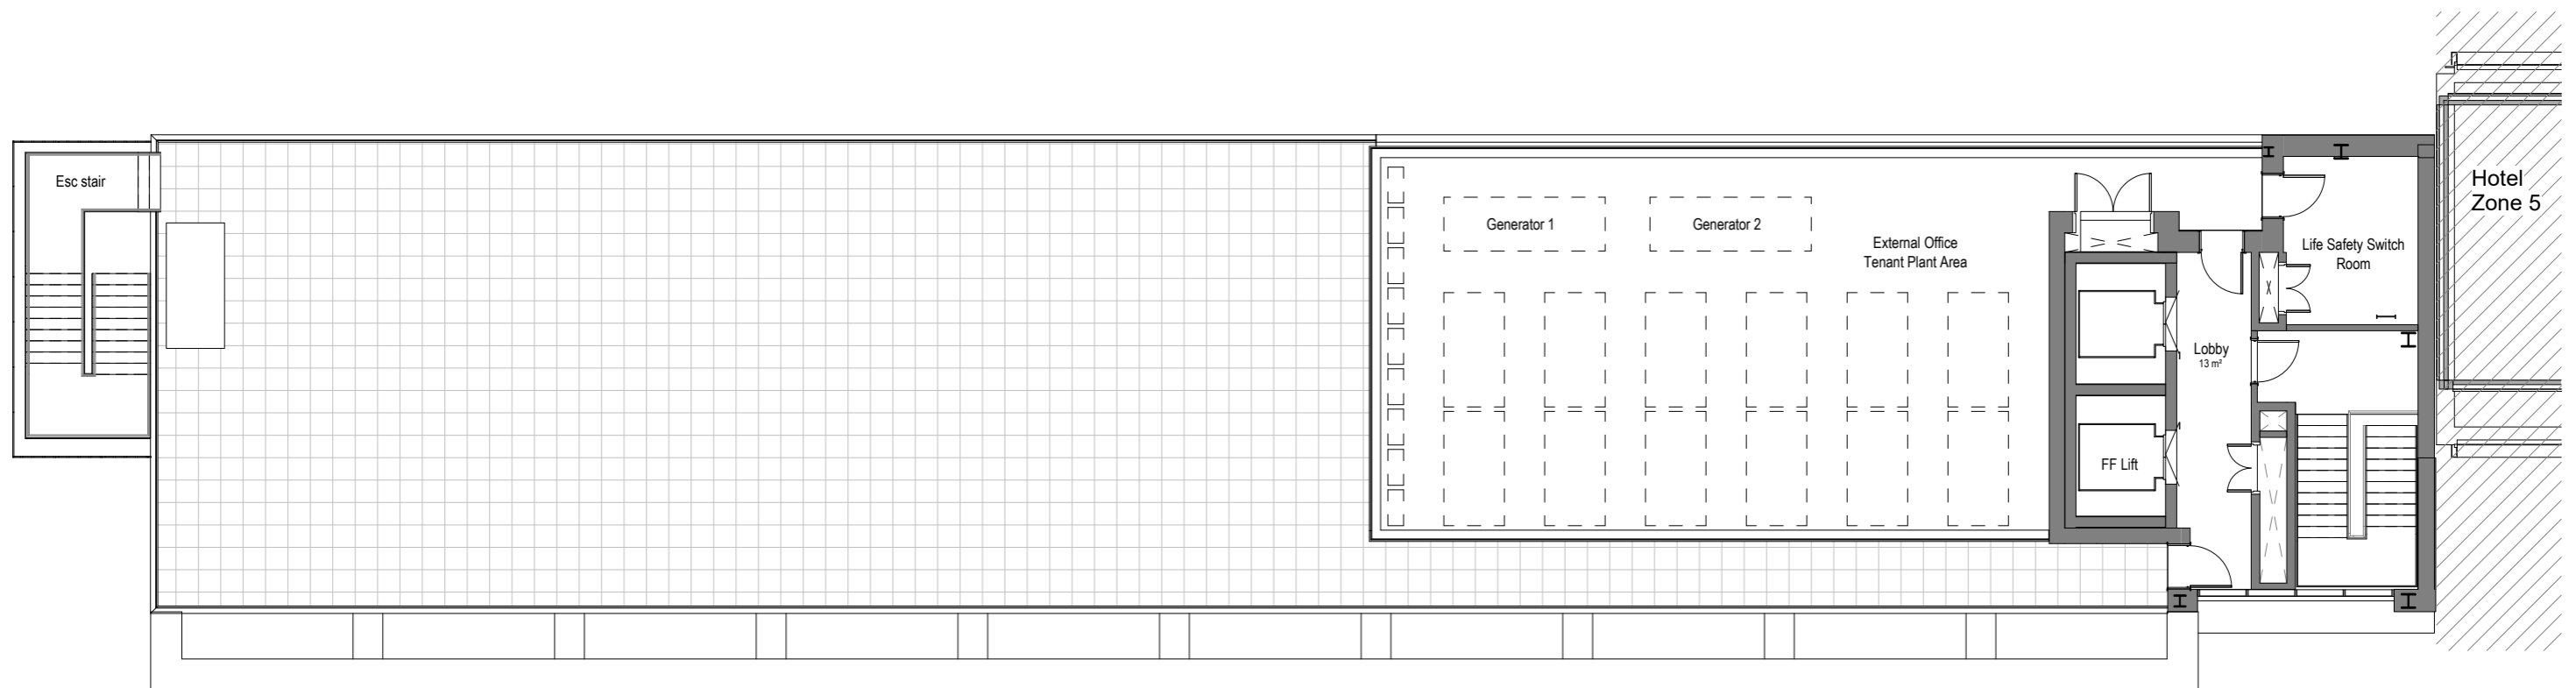 Esc stair
Generator 1
Generator 2
External Office
Tenant Plant Area
Life Safety Switch
Room
Hotel
Zone 5
Lobby
13 m²
FF Lift